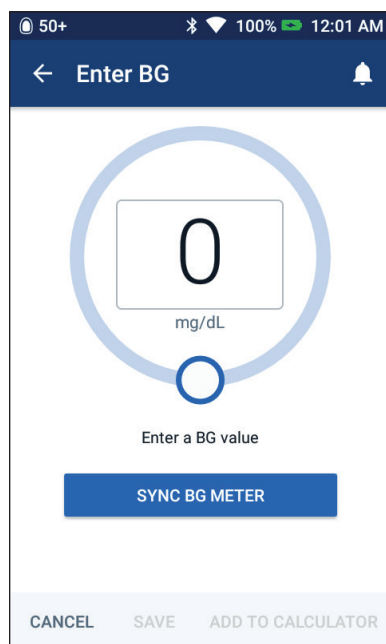 50+ 100% 12:01 AM
Enter BG
0
mg/dL
Enter a BG value
SYNC BG METER
CANCEL SAVE ADD TO CALCULATOR